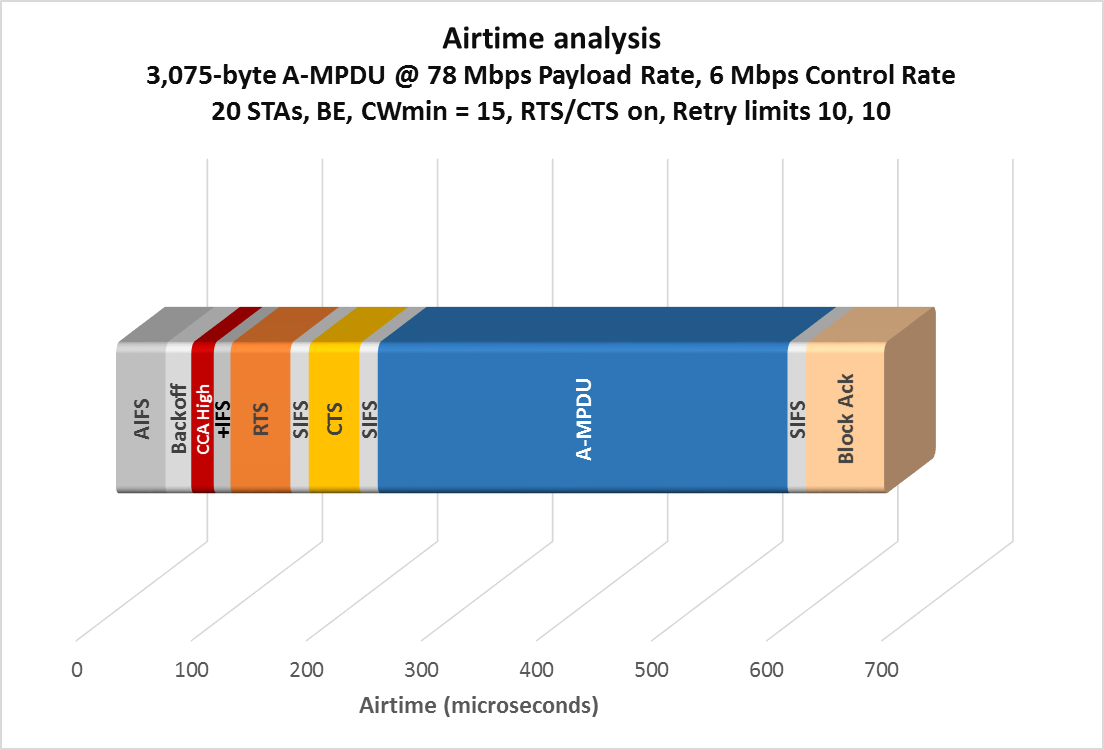 Airtime analysis
3,075-byte A-MPDU @ 78 Mbps Payload Rate, 6 Mbps Control Rate
20 STAs, BE, CWmin = 15, RTS/CTS on, Retry limits 10, 10
AIFS
Backoff
CCA High
+IFS
RTS
SIFS
CTS
SIFS
A-MPDU
SIFS
Block Ack
0 100 200 300 400 500 600 700
Airtime (microseconds)